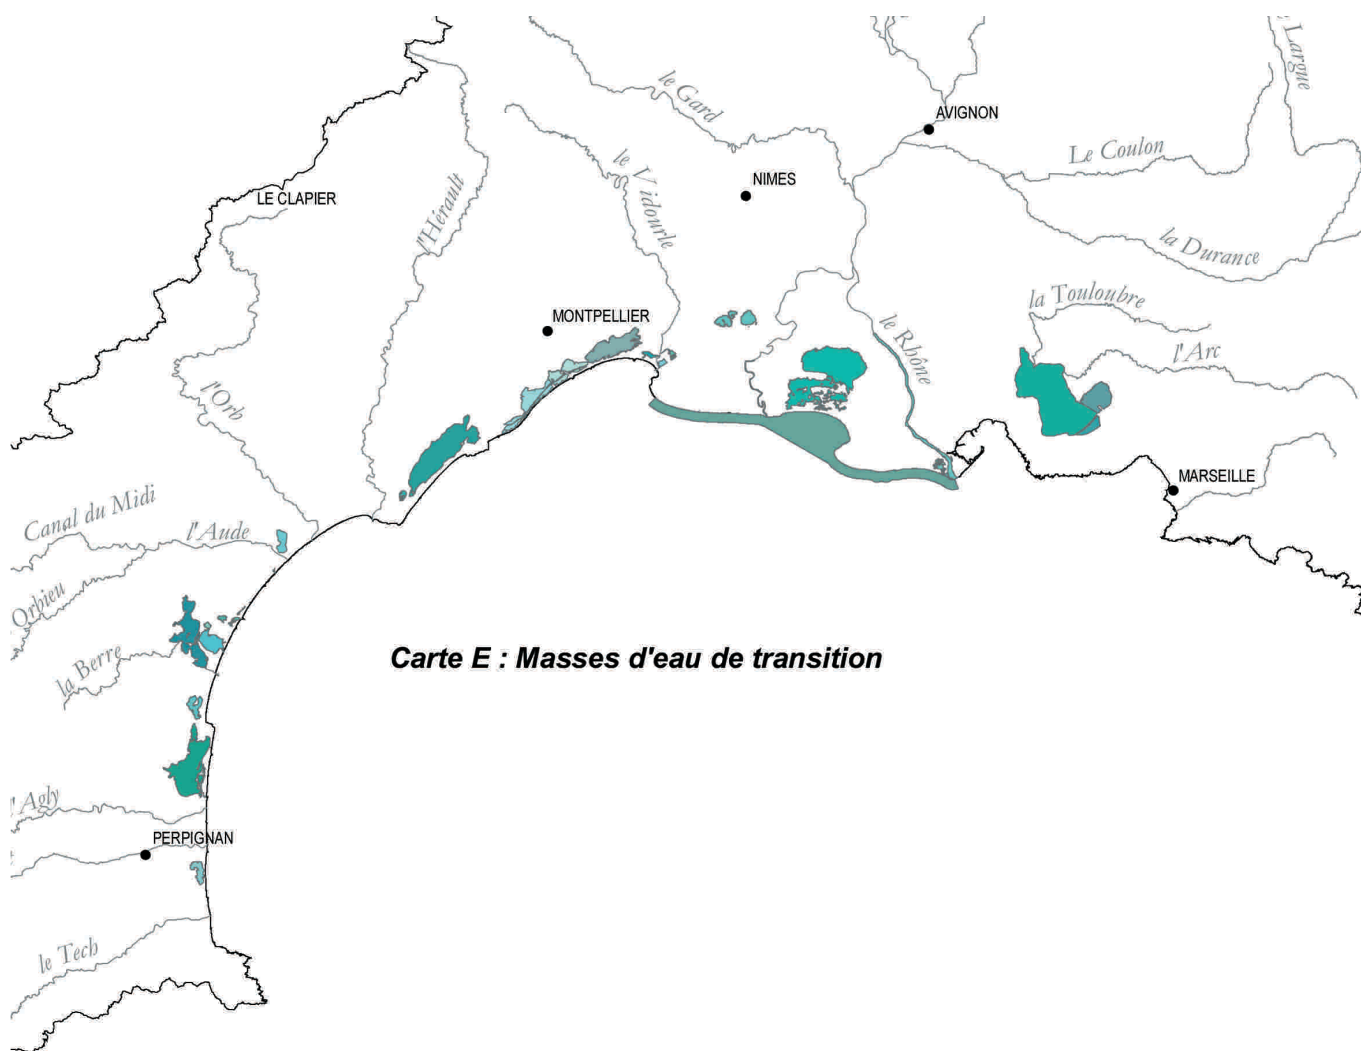 Largue
le Gard
AVIGNON
Le Coulon
le Vidourle
NIMES
LE CLAPIER
l'Hérault
la Durance
la Touloubre
MONTPELLIER
le Rhône
l'Arc
l'Orb
MARSEILLE
Canal du Midi
l'Aude
Orbieu
la Berre
Carte E : Masses d'eau de transition
l'Agly
PERPIGNAN
le Tech